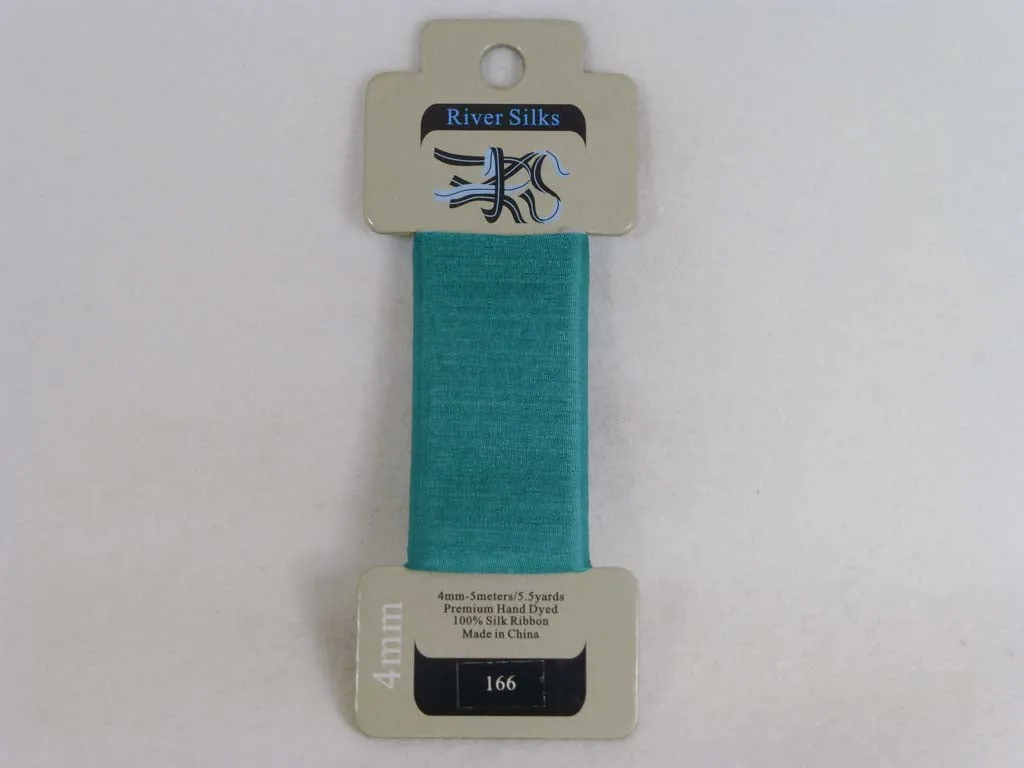 River Silks
4mm-5meters/5.5yards
Premium Hand Dyed
100% Silk Ribbon
Made in China
4mm
166